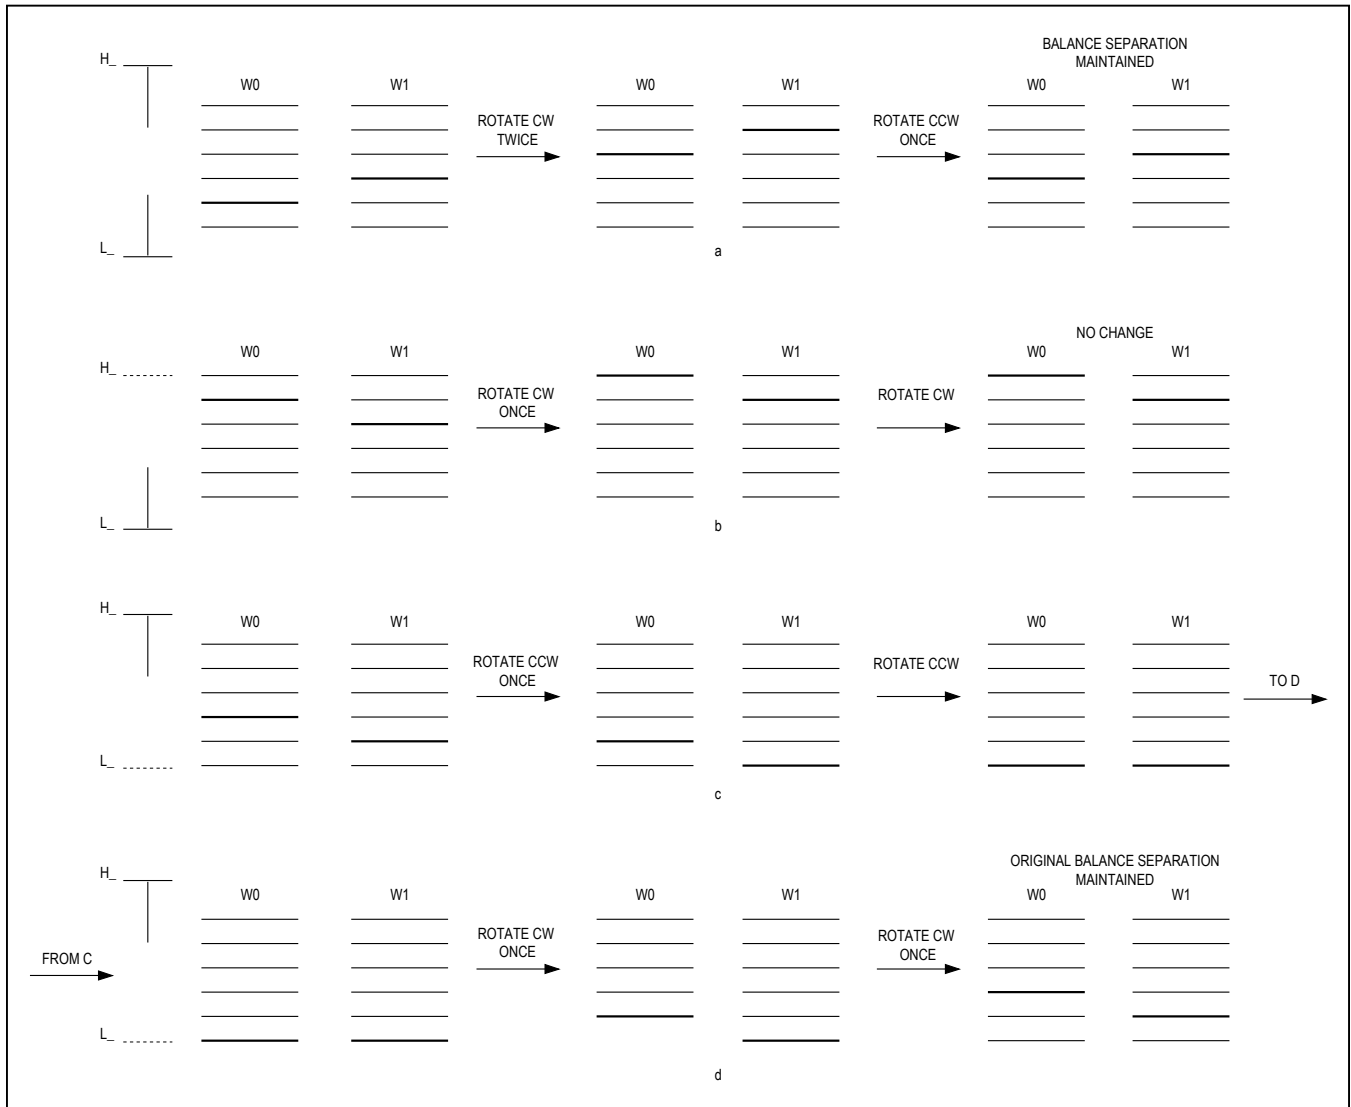 BALANCE SEPARATION
MAINTAINED
H_
W0 W1 W0 W1 W0 W1
ROTATE CW
TWICE
ROTATE CCW
ONCE
L_
a
NO CHANGE
H_
W0 W1 W0 W1 W0 W1
ROTATE CW
ONCE
ROTATE CW
L_
b
H_
W0 W1 W0 W1 W0 W1
ROTATE CCW
ONCE
ROTATE CCW
TO D
L_
c
ORIGINAL BALANCE SEPARATION
MAINTAINED
H_
W0 W1 W0 W1 W0 W1
ROTATE CW
ONCE
ROTATE CW
ONCE
FROM C
L_
d